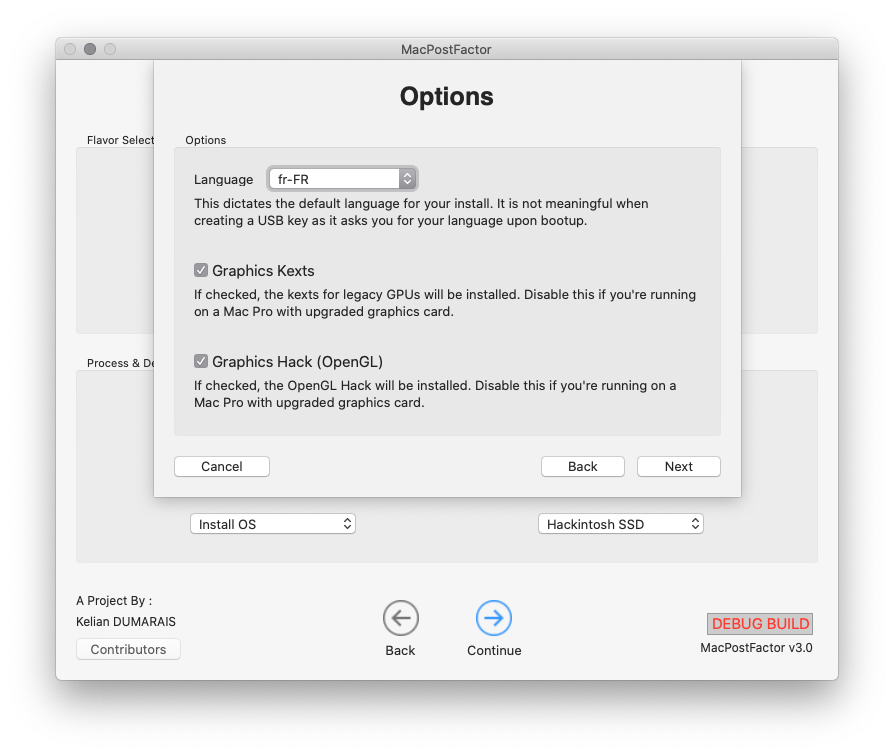 MacPostFactor
Options
Flavor Select
Options
Language
fr-FR
This dictates the default language for your install. It is not meaningful when
creating a USB key as it asks you for your language upon bootup.
Graphics Kexts
If checked, the kexts for legacy GPUs will be installed. Disable this if you're running
on a Mac Pro with upgraded graphics card.
Process & De
Graphics Hack (OpenGL)
If checked, the OpenGL Hack will be installed. Disable this if you're running on a
Mac Pro with upgraded graphics card.
Cancel
Back
Next
Install OS
Hackintosh SSD
A Project By :
Kelian DUMARAIS
Contributors
Back
Continue
DEBUG BUILD
MacPostFactor v3.0